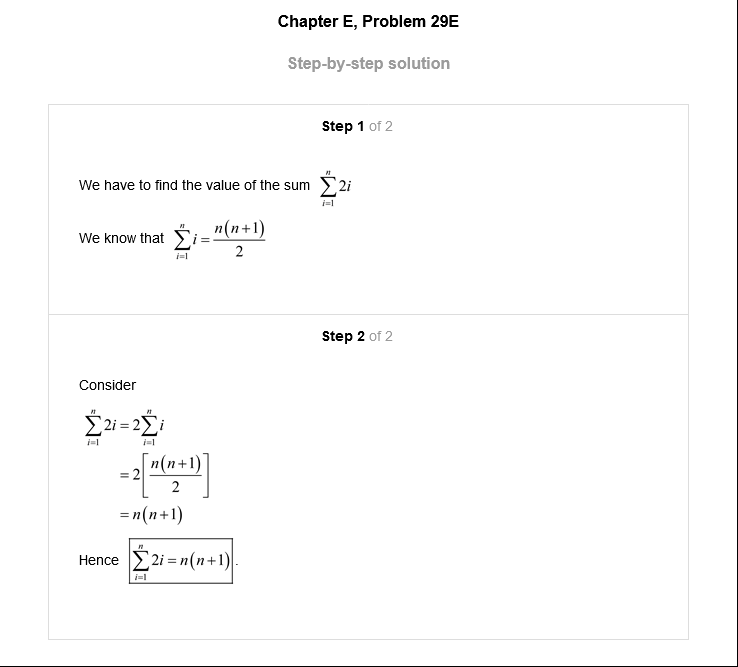 Chapter E, Problem 29E
Step-by-step solution
Step 1 of 2
We have to find the value of the sum $\sum_{i=1}^{n} 2i$
We know that $\sum_{i=1}^{n} i = \frac{n(n+1)}{2}$
Step 2 of 2
Consider
$\sum_{i=1}^{n} 2i = 2\sum_{i=1}^{n} i$
$= 2\left[\frac{n(n+1)}{2}\right]$
$= n(n+1)$
Hence $\boxed{\sum_{i=1}^{n} 2i = n(n+1)}$.